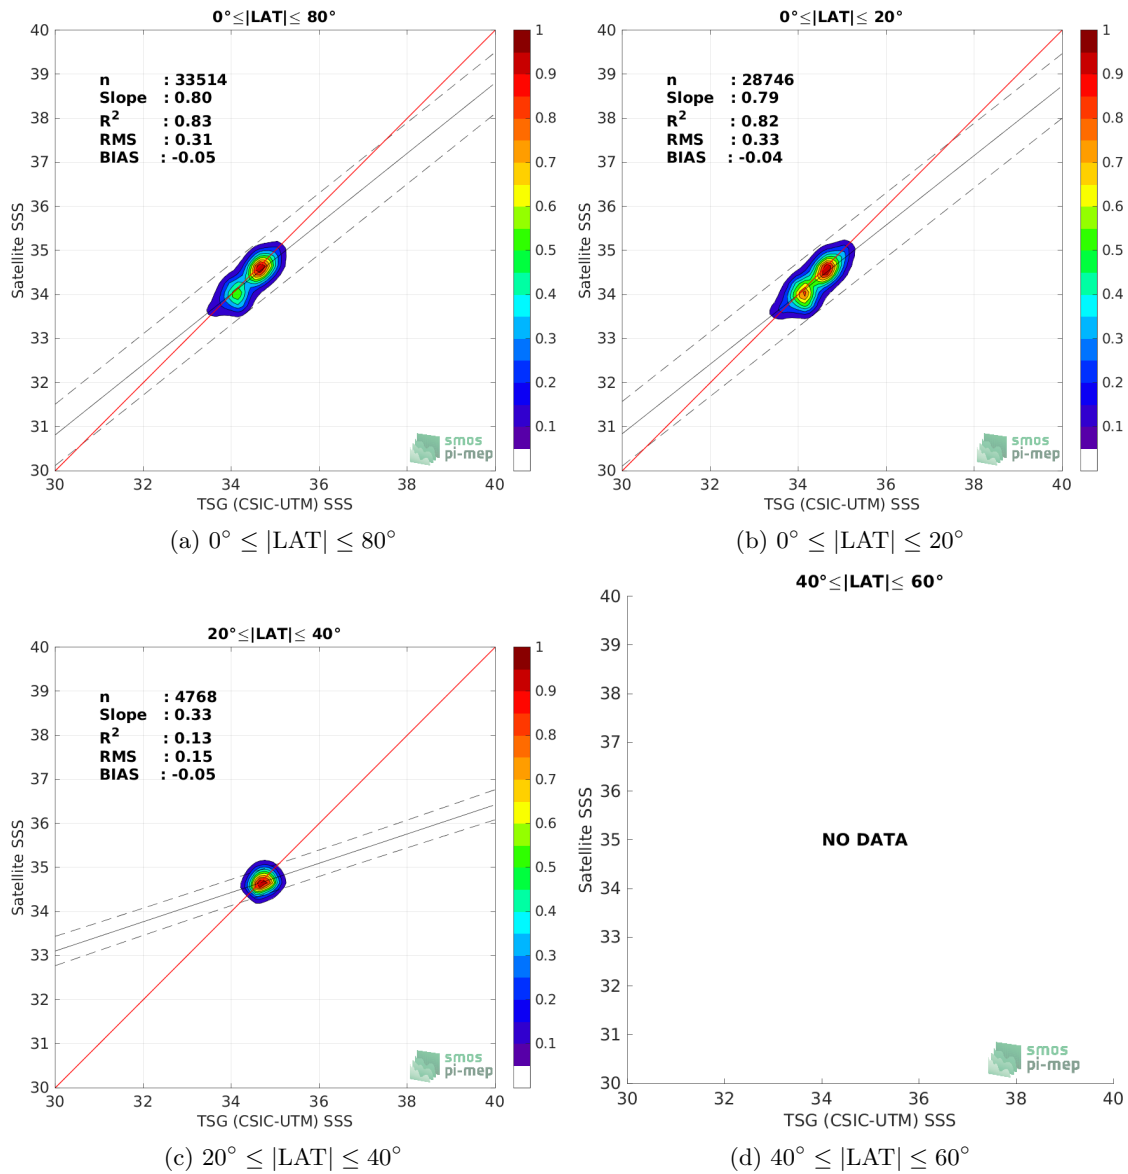 0°≤|LAT|≤ 80°
40
39
38
37
36
35
34
33
32
31
30
Satellite SSS
n : 33514
Slope : 0.80
R² : 0.83
RMS : 0.31
BIAS : -0.05
1
0.9
0.8
0.7
0.6
0.5
0.4
0.3
0.2
0.1
smos
pi-mep
30 32 34 36 38 40
TSG (CSIC-UTM) SSS
(a) 0° ≤ |LAT| ≤ 80°
0°≤|LAT|≤ 20°
40
39
38
37
36
35
34
33
32
31
30
Satellite SSS
n : 28746
Slope : 0.79
R² : 0.82
RMS : 0.33
BIAS : -0.04
1
0.9
0.8
0.7
0.6
0.5
0.4
0.3
0.2
0.1
smos
pi-mep
30 32 34 36 38 40
TSG (CSIC-UTM) SSS
(b) 0° ≤ |LAT| ≤ 20°
20°≤|LAT|≤ 40°
40
39
38
37
36
35
34
33
32
31
30
Satellite SSS
n : 4768
Slope : 0.33
R² : 0.13
RMS : 0.15
BIAS : -0.05
1
0.9
0.8
0.7
0.6
0.5
0.4
0.3
0.2
0.1
smos
pi-mep
30 32 34 36 38 40
TSG (CSIC-UTM) SSS
(c) 20° ≤ |LAT| ≤ 40°
40°≤|LAT|≤ 60°
40
39
38
37
36
35
34
33
32
31
30
Satellite SSS
NO DATA
smos
pi-mep
30 32 34 36 38 40
TSG (CSIC-UTM) SSS
(d) 40° ≤ |LAT| ≤ 60°